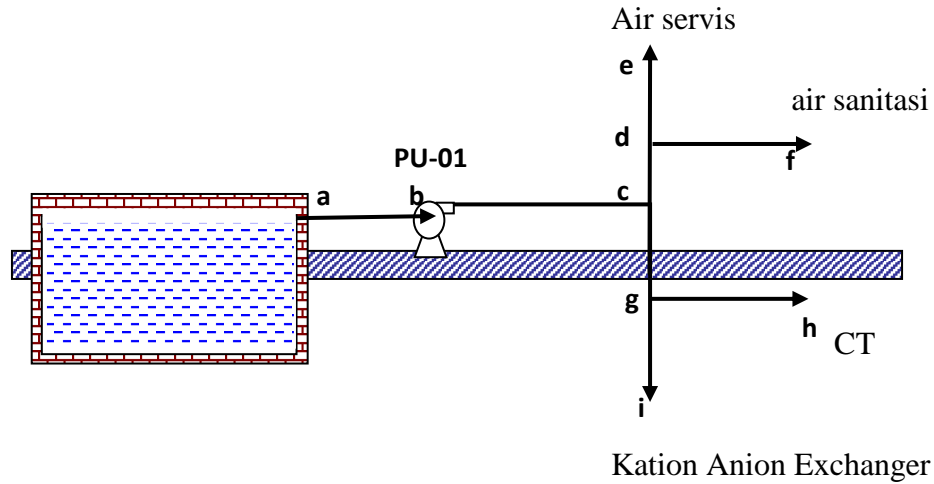 Air servis
e
air sanitasi
d
f
PU-01
a
b
c
g
h
CT
i
Kation Anion Exchanger